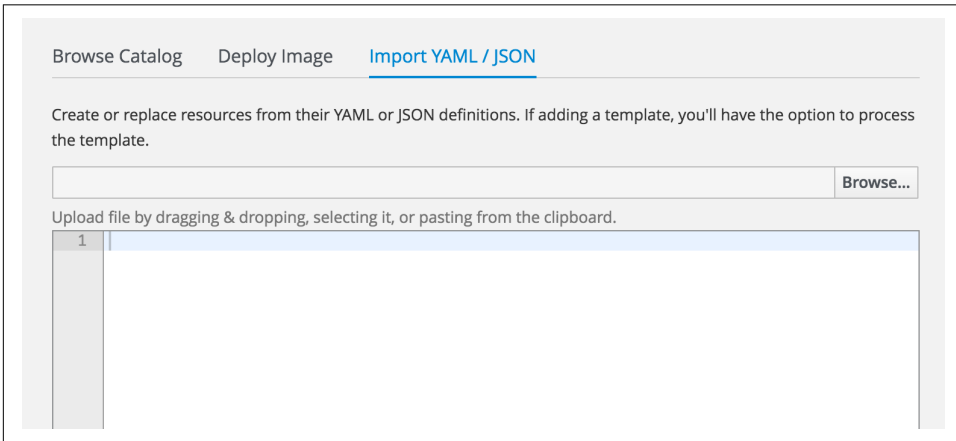 Browse Catalog Deploy Image Import YAML / JSON
Create or replace resources from their YAML or JSON definitions. If adding a template, you'll have the option to process
the template.
Browse...
Upload file by dragging & dropping, selecting it, or pasting from the clipboard.
1